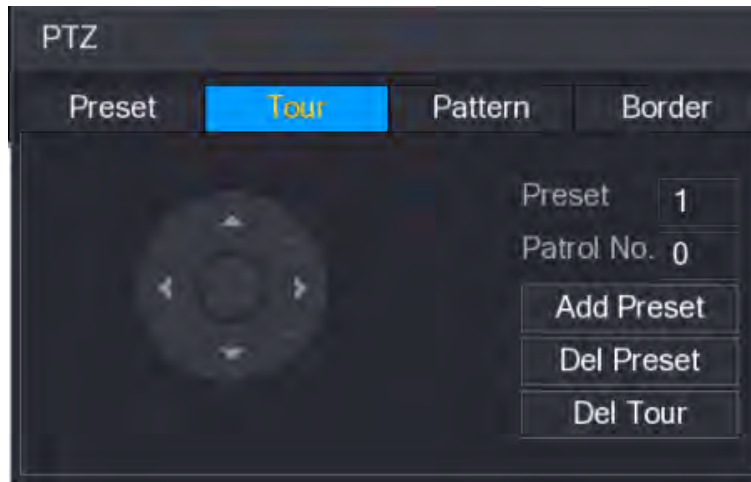 PTZ
Preset Tour Pattern Border
Preset 1
Patrol No. 0
Add Preset
Del Preset
Del Tour